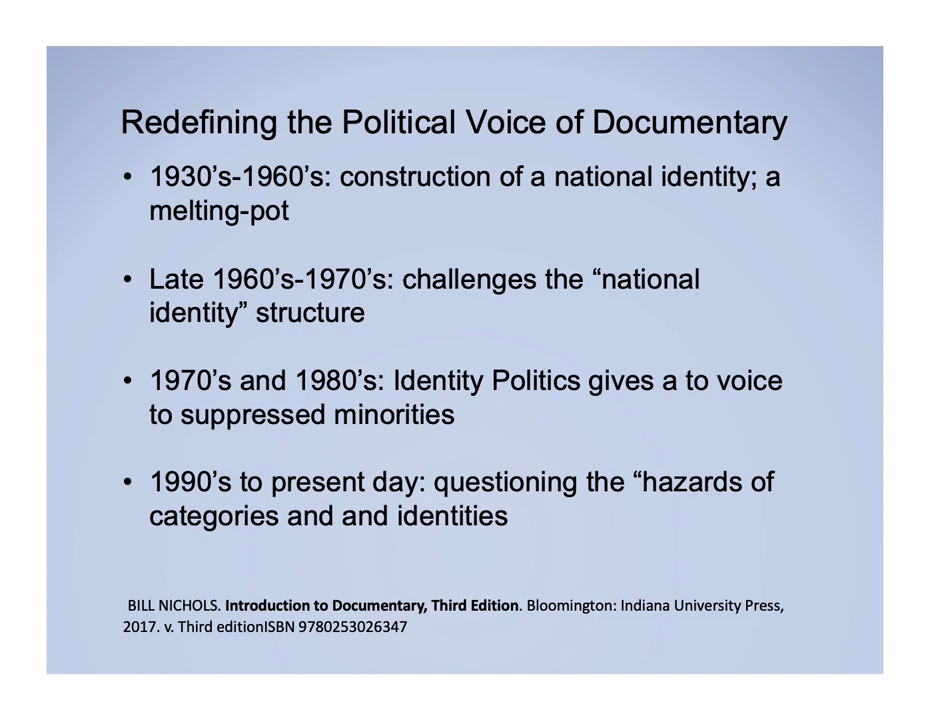 Redefining the Political Voice of Documentary
• 1930’s-1960’s: construction of a national identity; a
melting-pot
• Late 1960’s-1970’s: challenges the “national
identity” structure
• 1970’s and 1980’s: Identity Politics gives a to voice
to suppressed minorities
• 1990’s to present day: questioning the “hazards of
categories and and identities
BILL NICHOLS. Introduction to Documentary, Third Edition. Bloomington: Indiana University Press,
2017. v. Third editionISBN 9780253026347